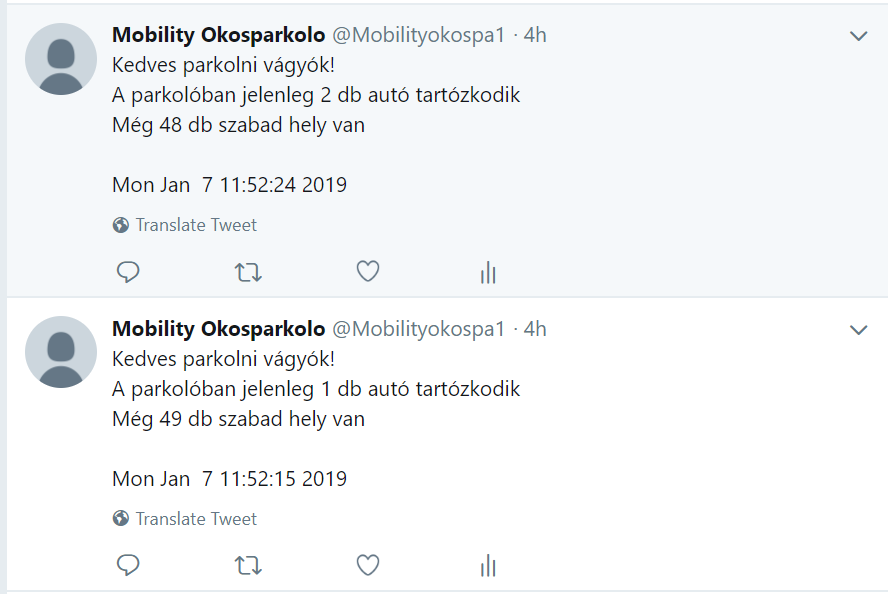 Mobility Okosparkolo @Mobilityokospa1 · 4h
Kedves parkolni vágyók!
A parkolóban jelenleg 2 db autó tartózkodik
Még 48 db szabad hely van
Mon Jan  7 11:52:24 2019
Translate Tweet
Mobility Okosparkolo @Mobilityokospa1 · 4h
Kedves parkolni vágyók!
A parkolóban jelenleg 1 db autó tartózkodik
Még 49 db szabad hely van
Mon Jan  7 11:52:15 2019
Translate Tweet